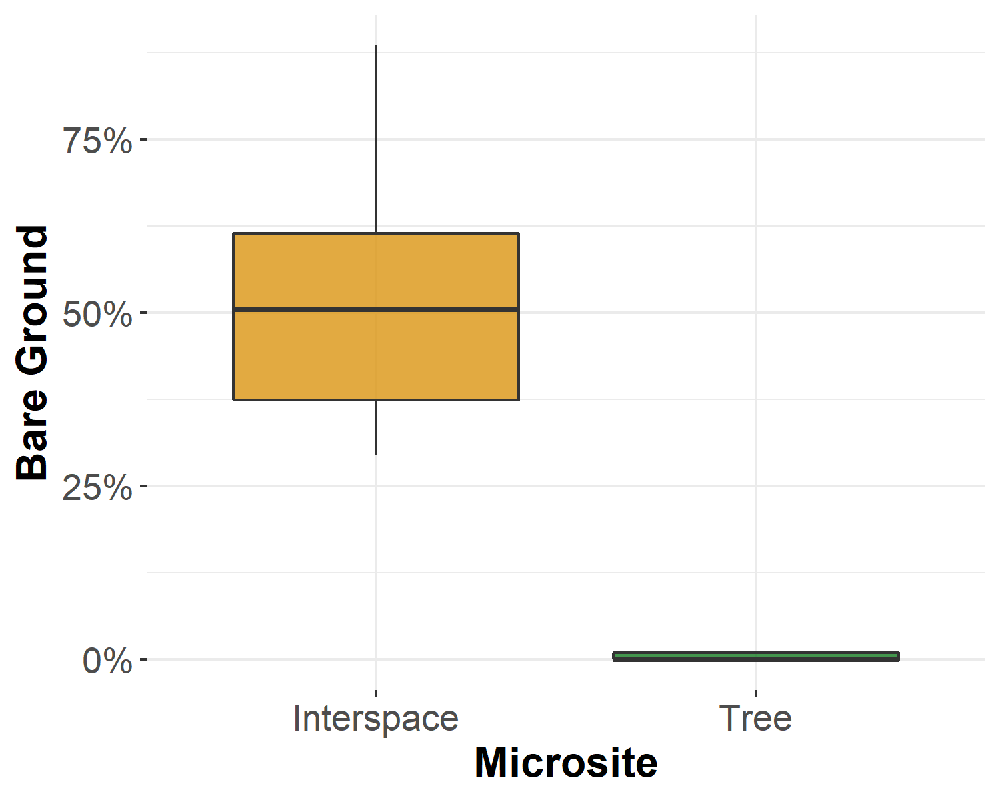 Bare Ground
75%
50%
25%
0%
Interspace
Tree
Microsite